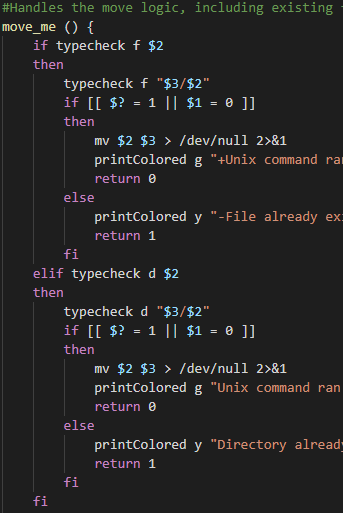 #Handles the move logic, including existing
move_me () {
if typecheck f $2
then
typecheck f "$3/$2"
if [[ $? = 1 || $1 = 0 ]]
then
mv $2 $3 > /dev/null 2>&1
printColored g "+Unix command ran
return 0
else
printColored y "-File already exi
return 1
fi
elif typecheck d $2
then
typecheck d "$3/$2"
if [[ $? = 1 || $1 = 0 ]]
then
mv $2 $3 > /dev/null 2>&1
printColored g "Unix command ran
return 0
else
printColored y "Directory already
return 1
fi
fi